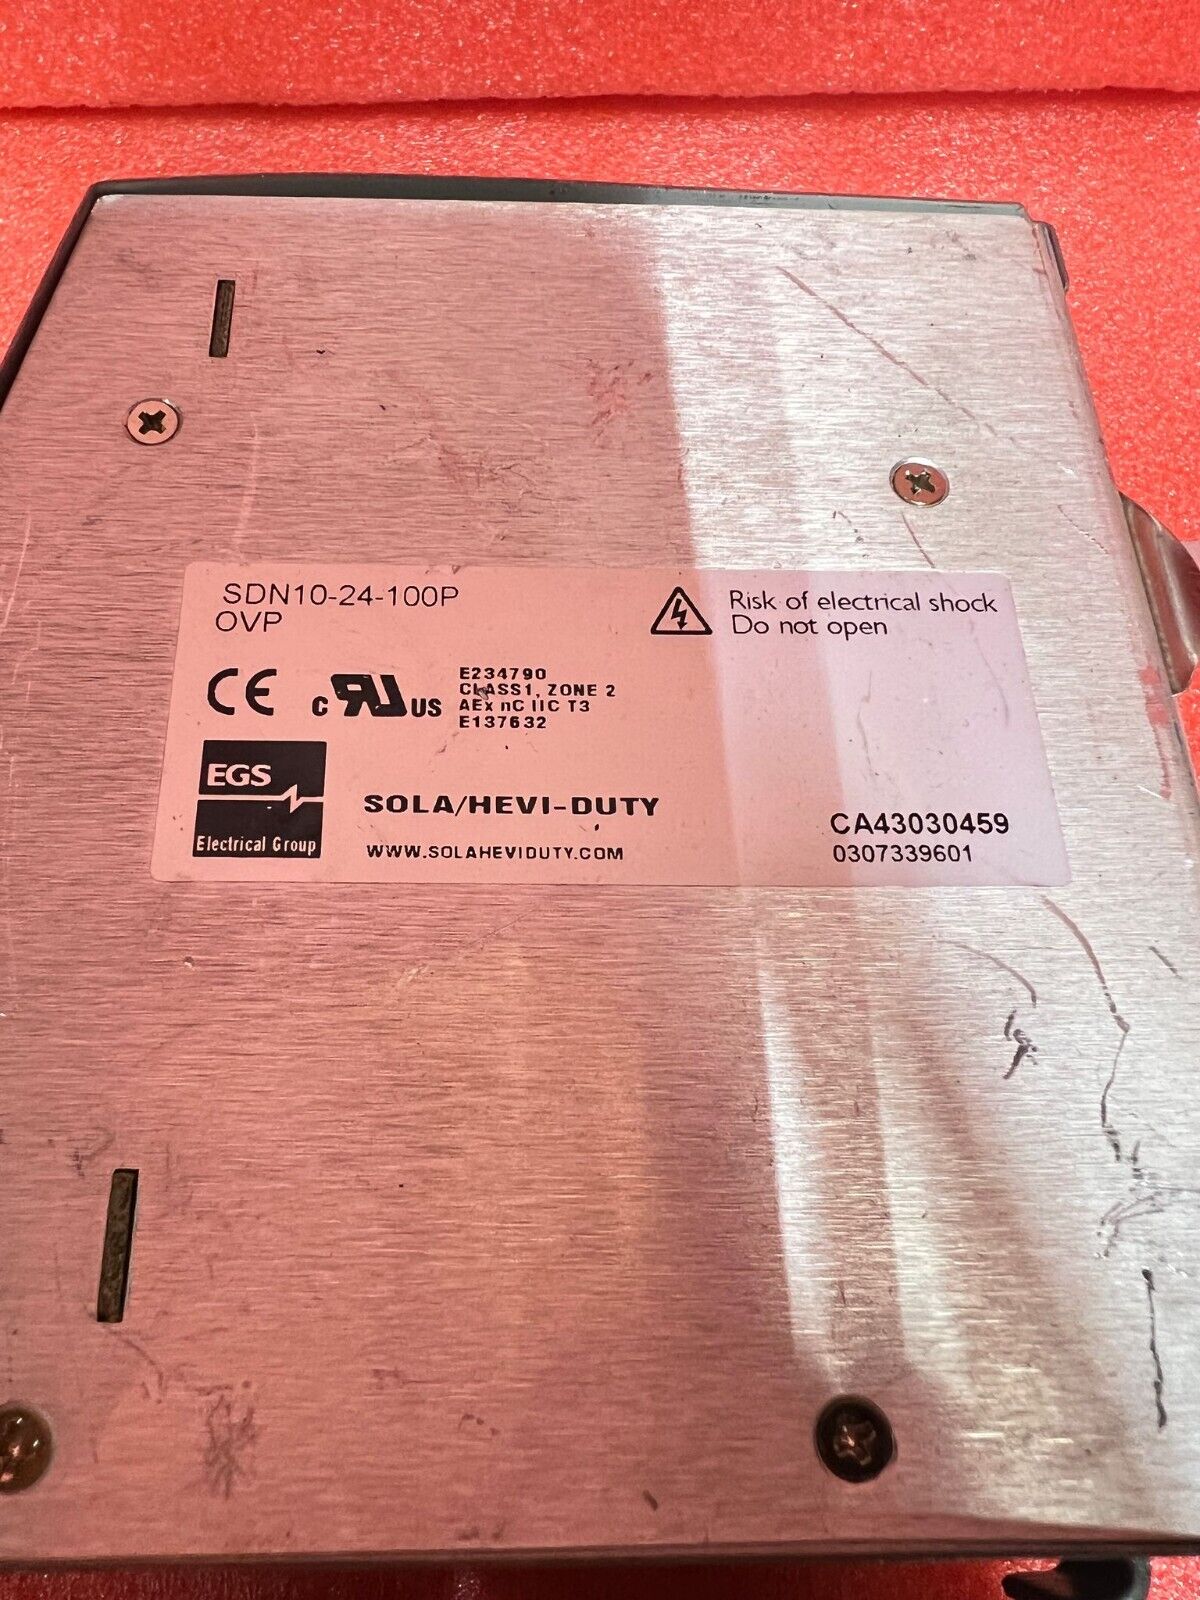 SDN10-24-100P
OVP
Risk of electrical shock
Do not open
CE
c RU US
E234790
CLASS1, ZONE 2
AEx nC IIC T3
E137632
EGS
Electrical Group
SOLA/HEVI-DUTY
WWW.SOLAHEVIDUTY.COM
CA43030459
0307339601